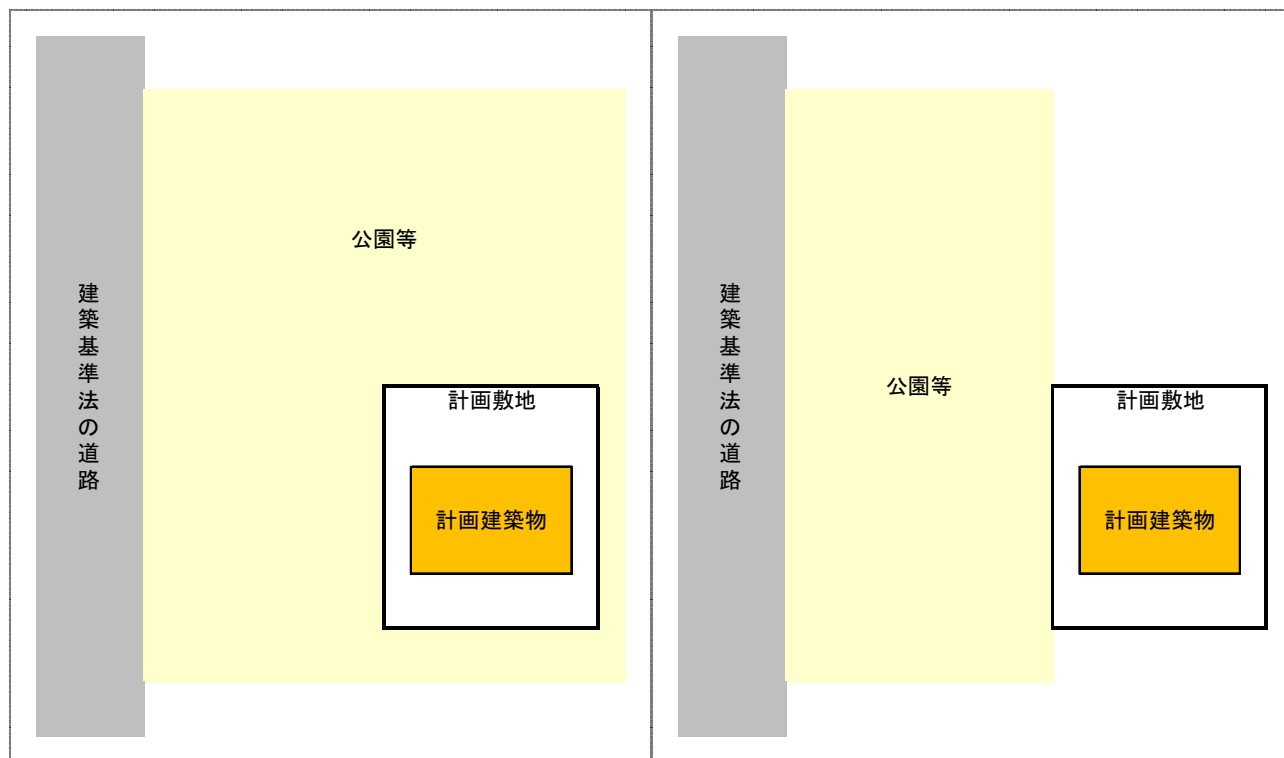 建築基準法の道路
公園等
計画敷地
計画建築物
建築基準法の道路
公園等
計画敷地
計画建築物